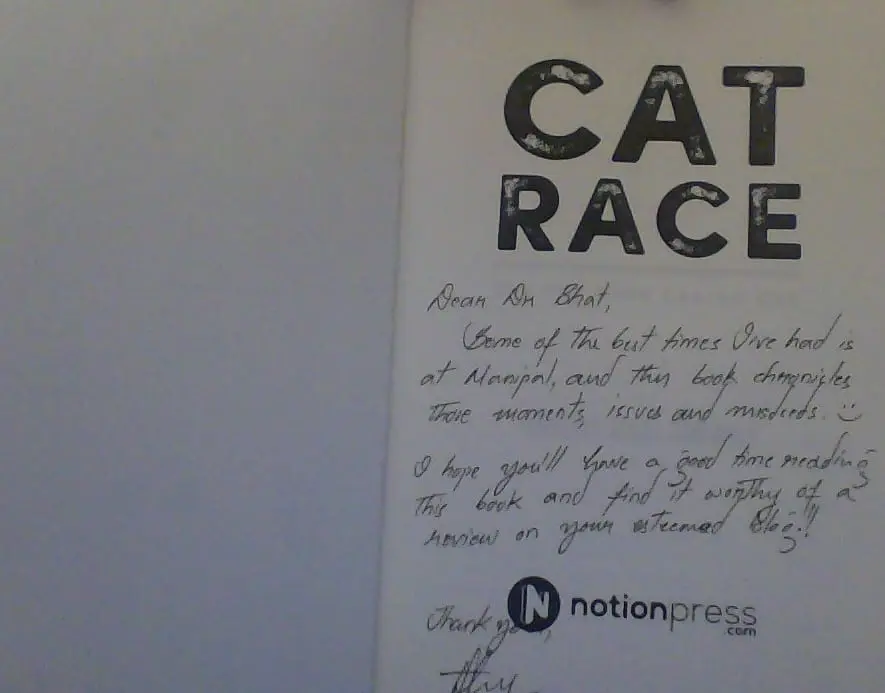 CAT
RACE
Dear Dr Bhat,
Some of the best times I've had is
at Manipal, and this book chronicles
those moments, issues and misdeeds. :)
I hope you'll have a good time reading
this book and find it worthy of a
review on your esteemed Blog!!
Thank you,
N notionpress
.com